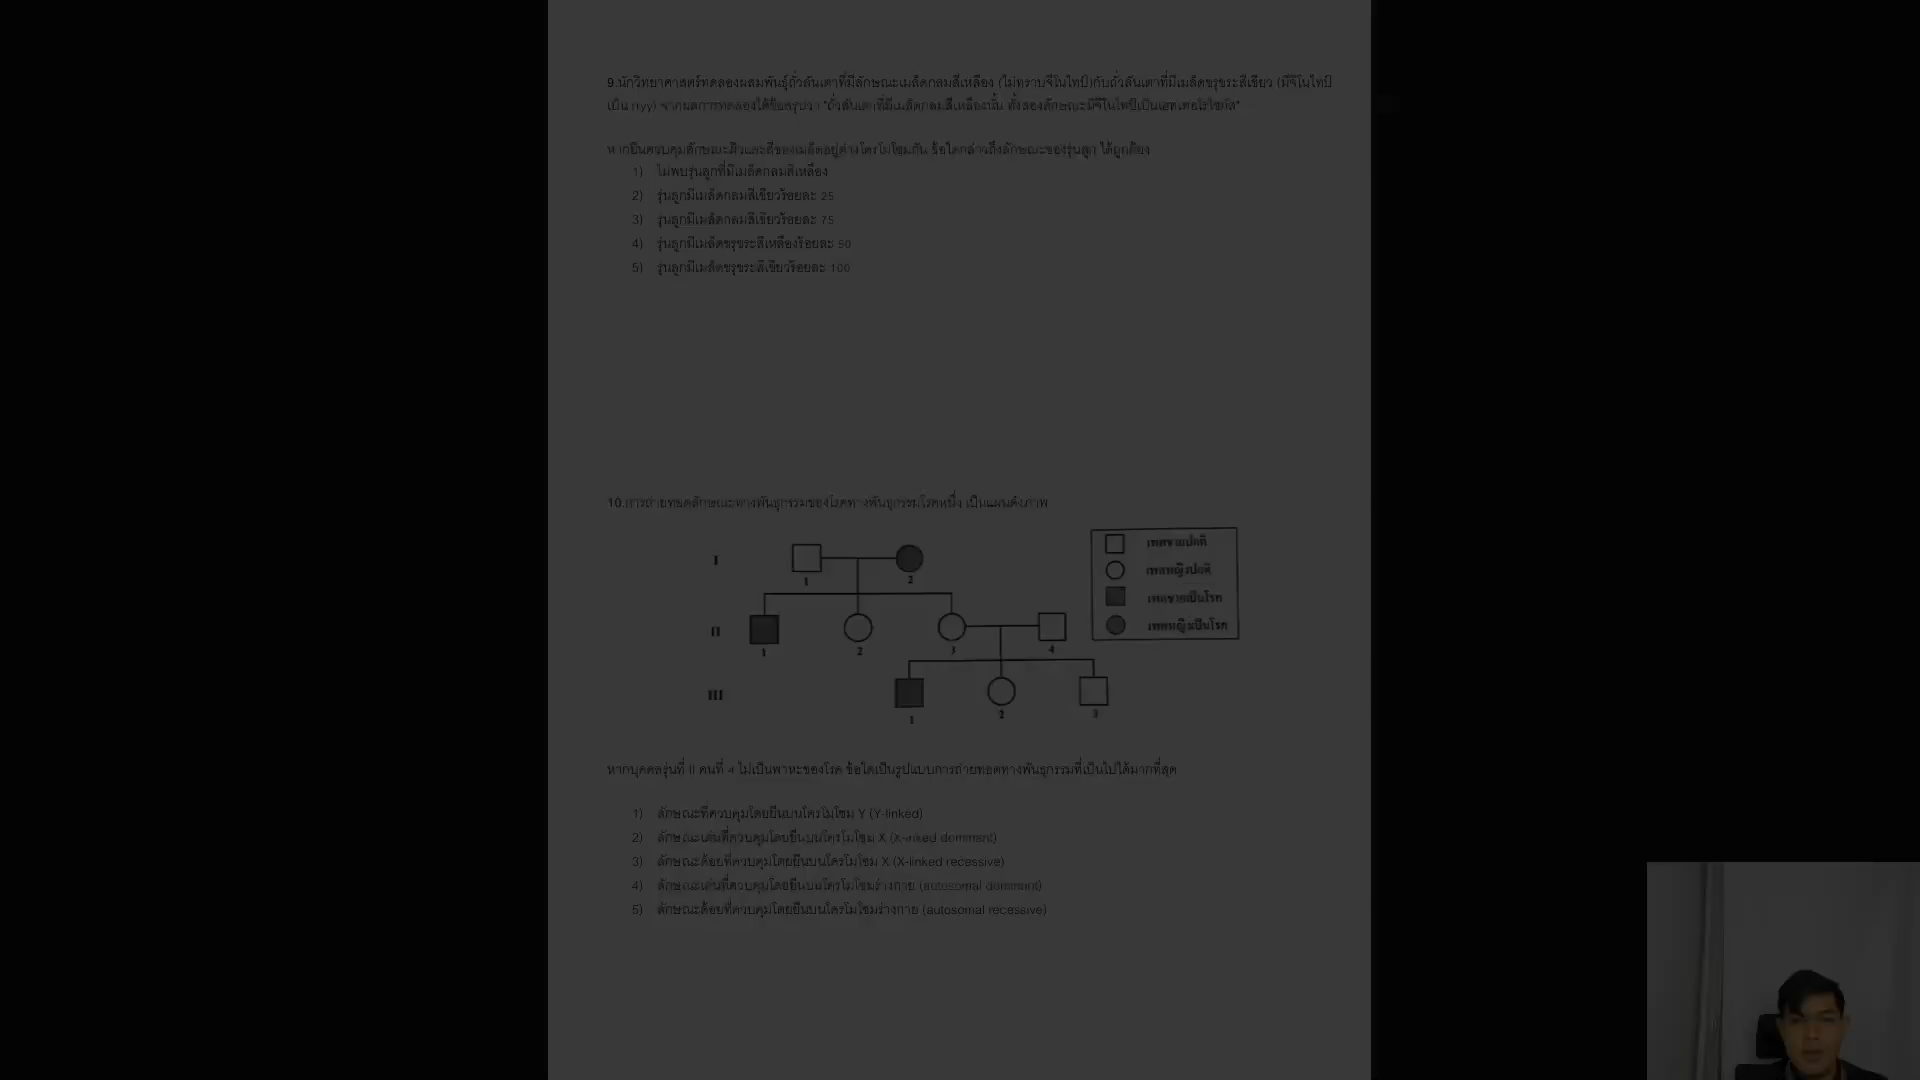 9.นักวิทยาศาสตร์ทดลองผสมพันธุ์ถั่วลันเตาที่มีลักษณะเมล็ดกลมสีเหลือง (ไม่ทราบจีโนไทป์)กับถั่วลันเตาที่มีเมล็ดขรุขระสีเขียว (มีจีโนไทป์
เป็น rryy) จากผลการทดลองได้ข้อสรุปว่า "ถั่วลันเตาที่มีเมล็ดกลมสีเหลืองนั้น ทั้งสองลักษณะมีจีโนไทป์เป็นเฮทเทอโรไซกัส"
หากยีนควบคุมลักษณะผิวและสีของเมล็ดอยู่ต่างโครโมโซมกัน ข้อใดกล่าวถึงลักษณะของรุ่นลูก ได้ถูกต้อง
1) ไม่พบรุ่นลูกที่มีเมล็ดกลมสีเหลือง
2) รุ่นลูกมีเมล็ดกลมสีเขียวร้อยละ 25
3) รุ่นลูกมีเมล็ดกลมสีเขียวร้อยละ 75
4) รุ่นลูกมีเมล็ดขรุขระสีเหลืองร้อยละ 50
5) รุ่นลูกมีเมล็ดขรุขระสีเขียวร้อยละ 100
10.การถ่ายทอดลักษณะทางพันธุกรรมของโรคทางพันธุกรรมโรคหนึ่ง เป็นแผนดังภาพ
I
1 2
II
1 2 3 4
III
1 2 3
เพศชายปกติ
เพศหญิงปกติ
เพศชายเป็นโรค
เพศหญิงเป็นโรค
หากบุคคลรุ่นที่ II คนที่ 4 ไม่เป็นพาหะของโรค ข้อใดเป็นรูปแบบการถ่ายทอดทางพันธุกรรมที่เป็นไปได้มากที่สุด
1) ลักษณะที่ควบคุมโดยยีนบนโครโมโซม Y (Y-linked)
2) ลักษณะเด่นที่ควบคุมโดยยีนบนโครโมโซม X (X-linked dominant)
3) ลักษณะด้อยที่ควบคุมโดยยีนบนโครโมโซม X (X-linked recessive)
4) ลักษณะเด่นที่ควบคุมโดยยีนบนโครโมโซมร่างกาย (autosomal dominant)
5) ลักษณะด้อยที่ควบคุมโดยยีนบนโครโมโซมร่างกาย (autosomal recessive)